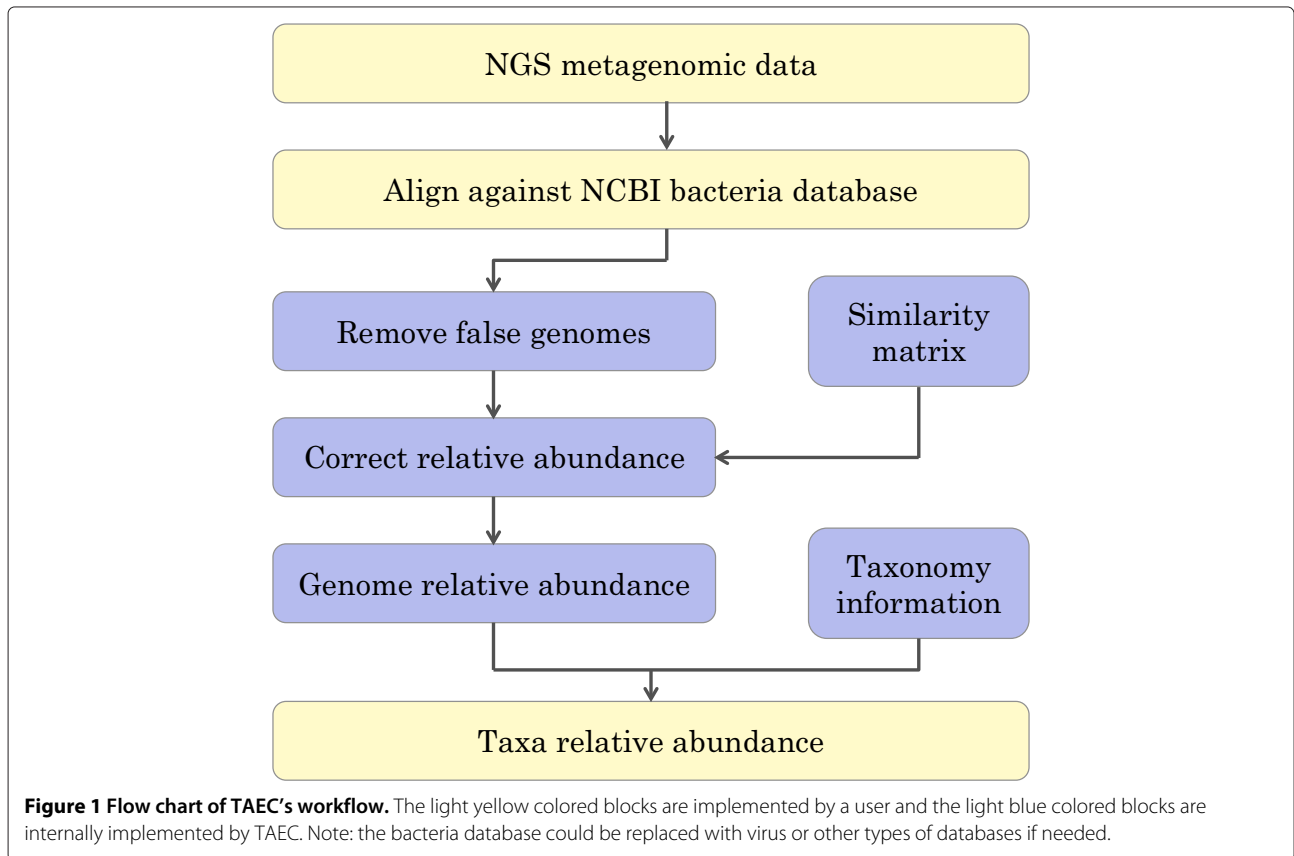 NGS metagenomic data
Align against NCBI bacteria database
Remove false genomes
Similarity
matrix
Correct relative abundance
Genome relative abundance
Taxonomy
information
Taxa relative abundance
Figure 1 Flow chart of TAEC's workflow. The light yellow colored blocks are implemented by a user and the light blue colored blocks are
internally implemented by TAEC. Note: the bacteria database could be replaced with virus or other types of databases if needed.